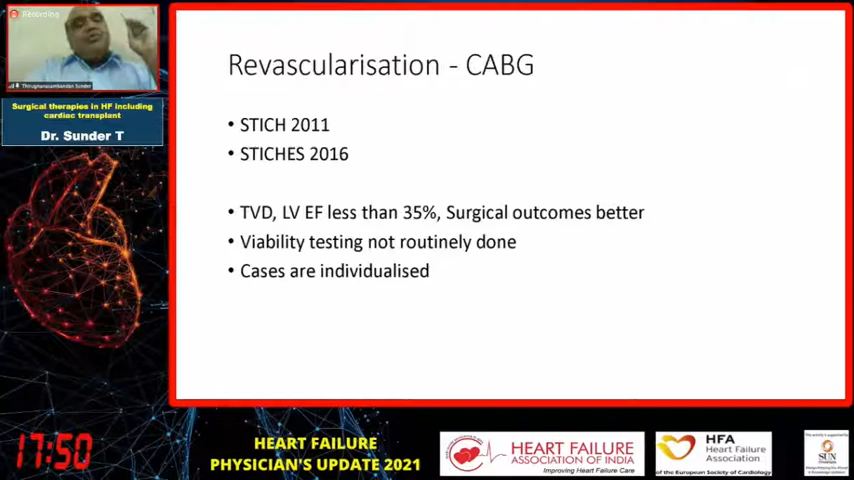 Recording
Thirugnanasambandan Sunder
Surgical therapies in HF including
cardiac transplant
Dr. Sunder T
Revascularisation - CABG
• STICH 2011
• STICHES 2016
• TVD, LV EF less than 35%, Surgical outcomes better
• Viability testing not routinely done
• Cases are individualised
17:50
HEART FAILURE
PHYSICIAN'S UPDATE 2021
HEART FAILURE
ASSOCIATION OF INDIA
Improving Heart Failure Care
HFA
Heart Failure
Association
of the European Society of Cardiology
SUN